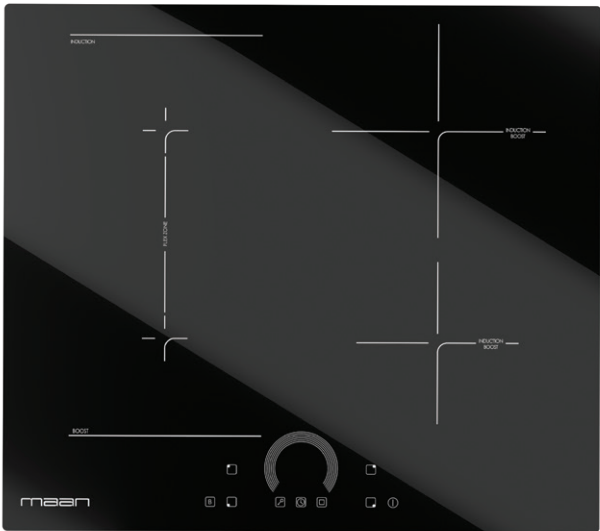 INDUCTION
INDUCTION
BOOST
FLEX ZONE
INDUCTION
BOOST
BOOST
maan
B